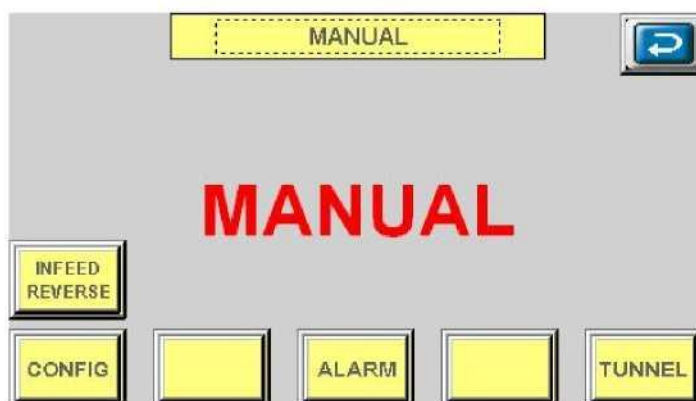 MANUAL
MANUAL
INFEED
REVERSE
CONFIG
ALARM
TUNNEL